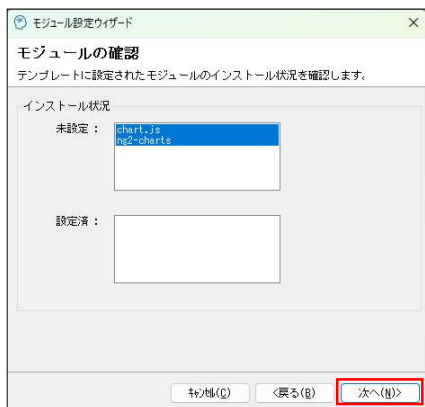 モジュール設定ウィザード
モジュールの確認
テンプレートに設定されたモジュールのインストール状況を確認します。
インストール状況
未設定：
chart.js
ng2-charts
設定済：
ｷｬﾝｾﾙ(C)
<戻る(B)
次へ(N)>